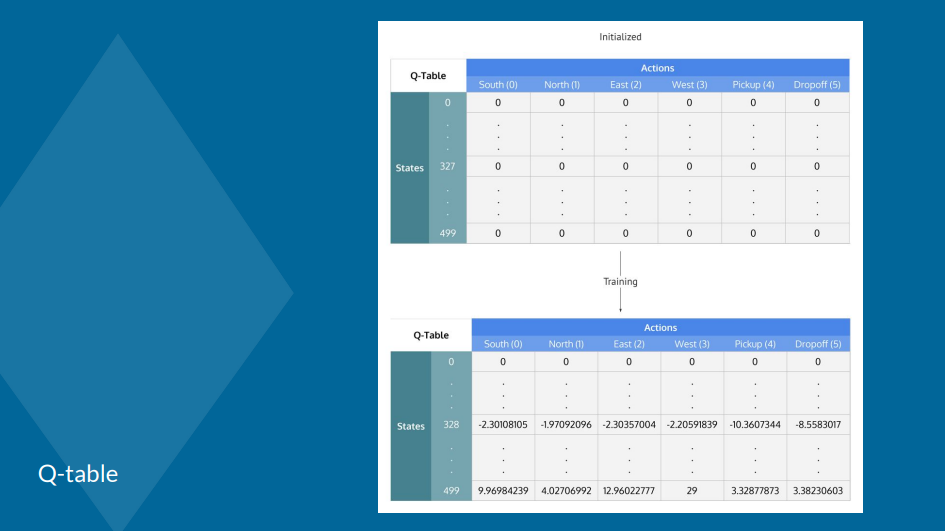 Initialized
Q-Table Actions
South (0) North (1) East (2) West (3) Pickup (4) Dropoff (5)
0 0 0 0 0 0 0
. . . . . . .
. . . . . . .
. . . . . . .
States 327 0 0 0 0 0 0
. . . . . . .
. . . . . . .
. . . . . . .
499 0 0 0 0 0 0
Training
Q-Table Actions
South (0) North (1) East (2) West (3) Pickup (4) Dropoff (5)
0 0 0 0 0 0 0
. . . . . . .
. . . . . . .
. . . . . . .
States 328 -2.30108105 -1.97092096 -2.30357004 -2.20591839 -10.3607344 -8.5583017
. . . . . . .
. . . . . . .
. . . . . . .
499 9.96984239 4.02706992 12.96022777 29 3.32877873 3.38230603
Q-table